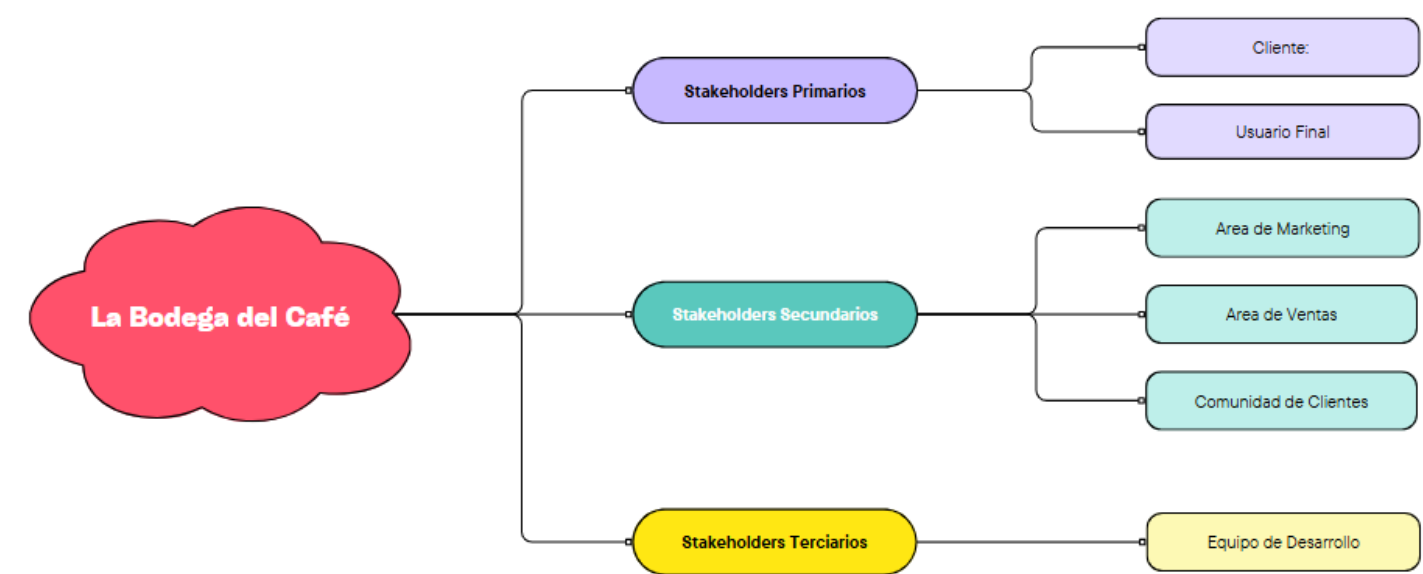 La Bodega del Café
Stakeholders Primarios
Cliente:
Usuario Final
Stakeholders Secundarios
Area de Marketing
Area de Ventas
Comunidad de Clientes
Stakeholders Terciarios
Equipo de Desarrollo